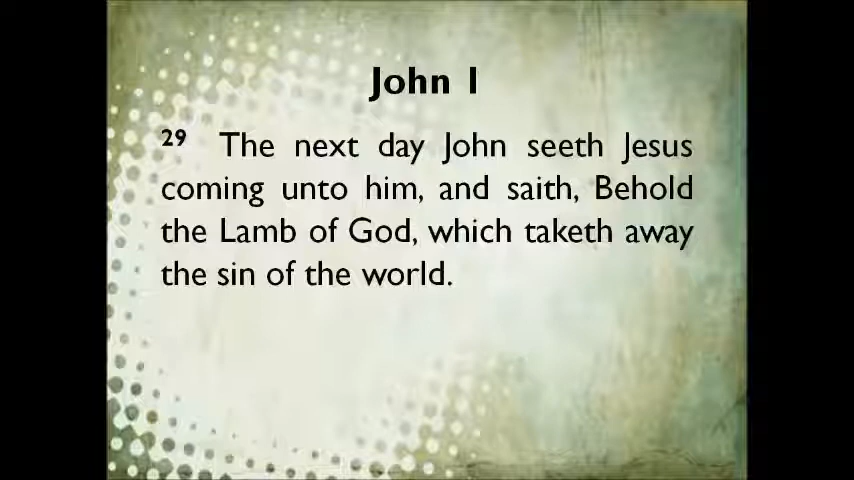 John 1
29 The next day John seeth Jesus
coming unto him, and saith, Behold
the Lamb of God, which taketh away
the sin of the world.